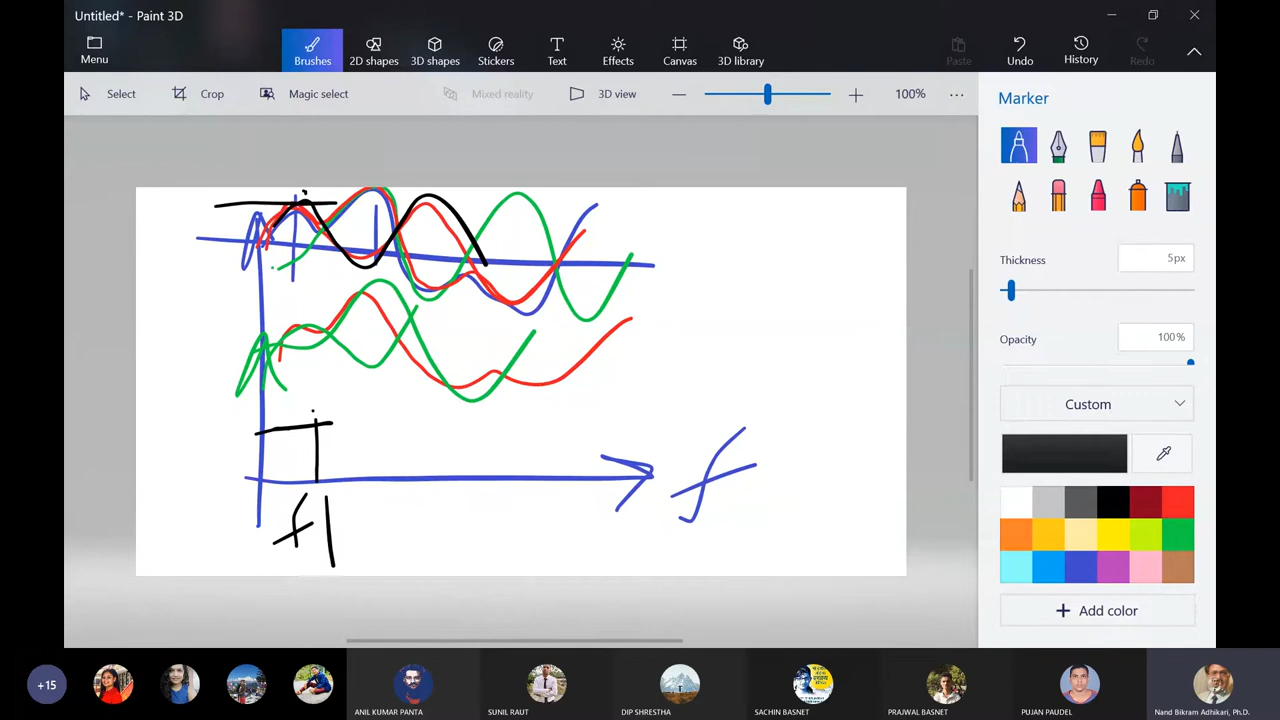 Untitled* - Paint 3D
Menu
Brushes
2D shapes
3D shapes
Stickers
Text
Effects
Canvas
3D library
Paste
Undo
History
Redo
Select
Crop
Magic select
Mixed reality
3D view
100%
Marker
Thickness
5px
Opacity
100%
Custom
Add color
f
f1
+15
ANIL KUMAR PANTA
SUNIL RAUT
DIP SHRESTHA
SACHIN BASNET
PRAJWAL BASNET
PUJAN PAUDEL
Nand Bikram Adhikari, Ph.D.